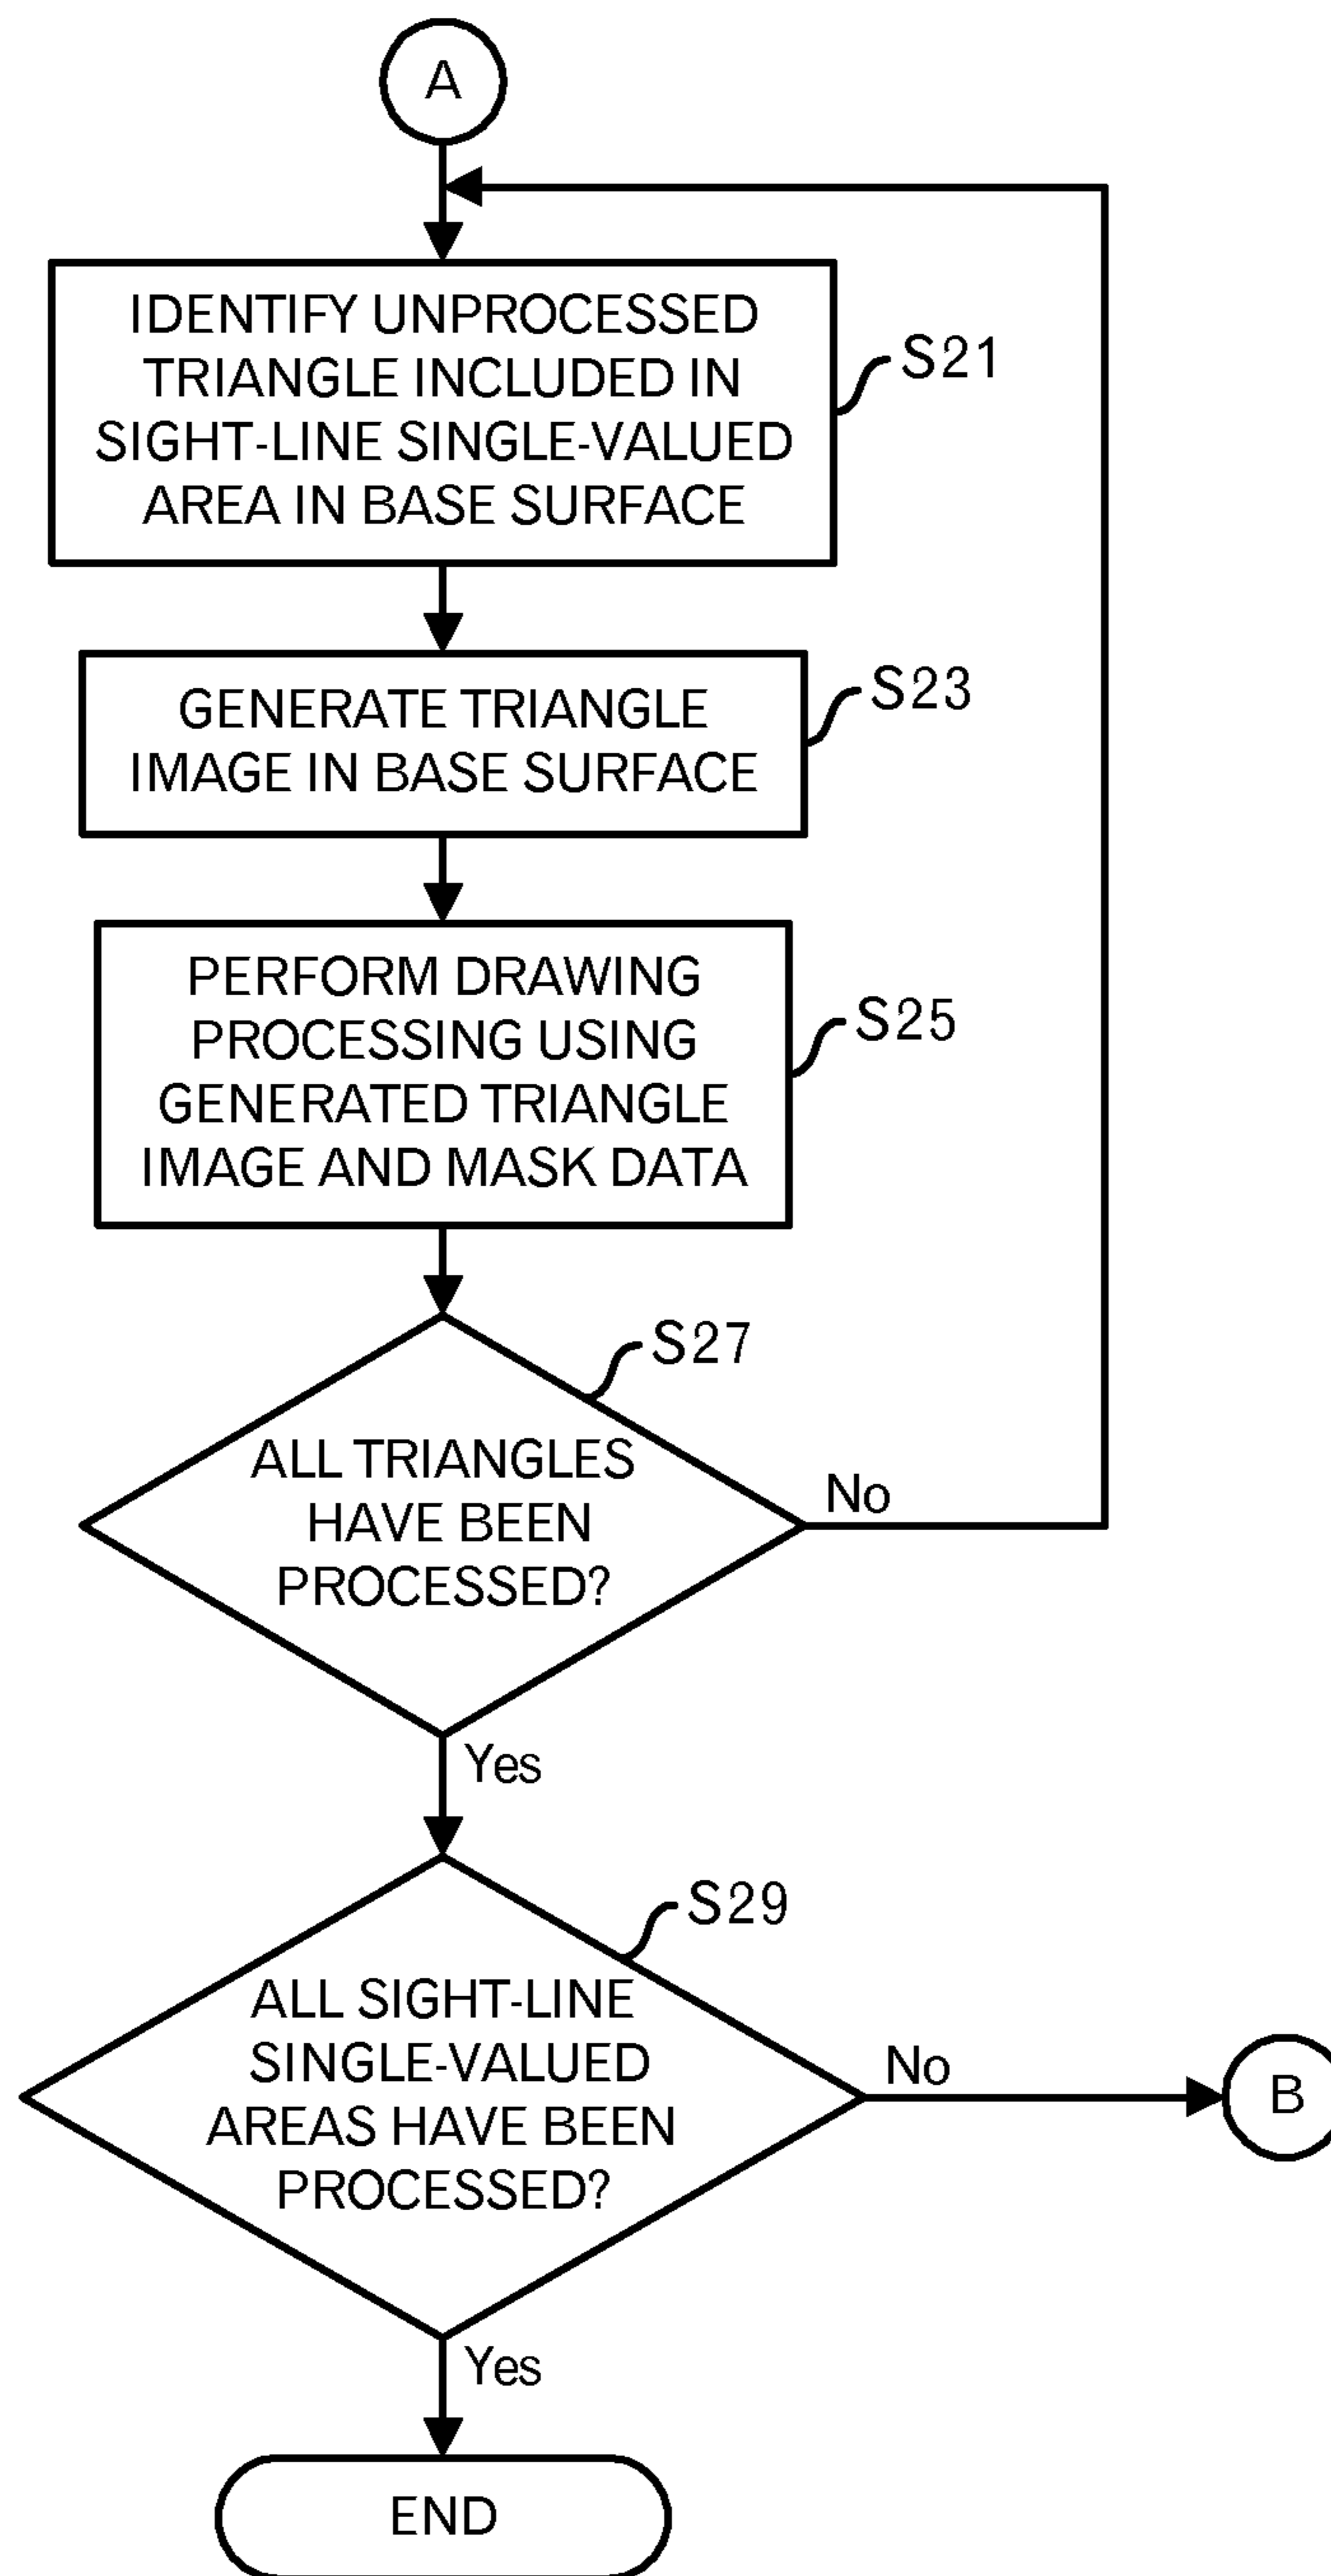 A
IDENTIFY UNPROCESSED
TRIANGLE INCLUDED IN
SIGHT-LINE SINGLE-VALUED
AREA IN BASE SURFACE
S21
GENERATE TRIANGLE
IMAGE IN BASE SURFACE
S23
PERFORM DRAWING
PROCESSING USING
GENERATED TRIANGLE
IMAGE AND MASK DATA
S25
S27
ALL TRIANGLES
HAVE BEEN
PROCESSED?
No
Yes
S29
ALL SIGHT-LINE
SINGLE-VALUED
AREAS HAVE BEEN
PROCESSED?
No
B
Yes
END